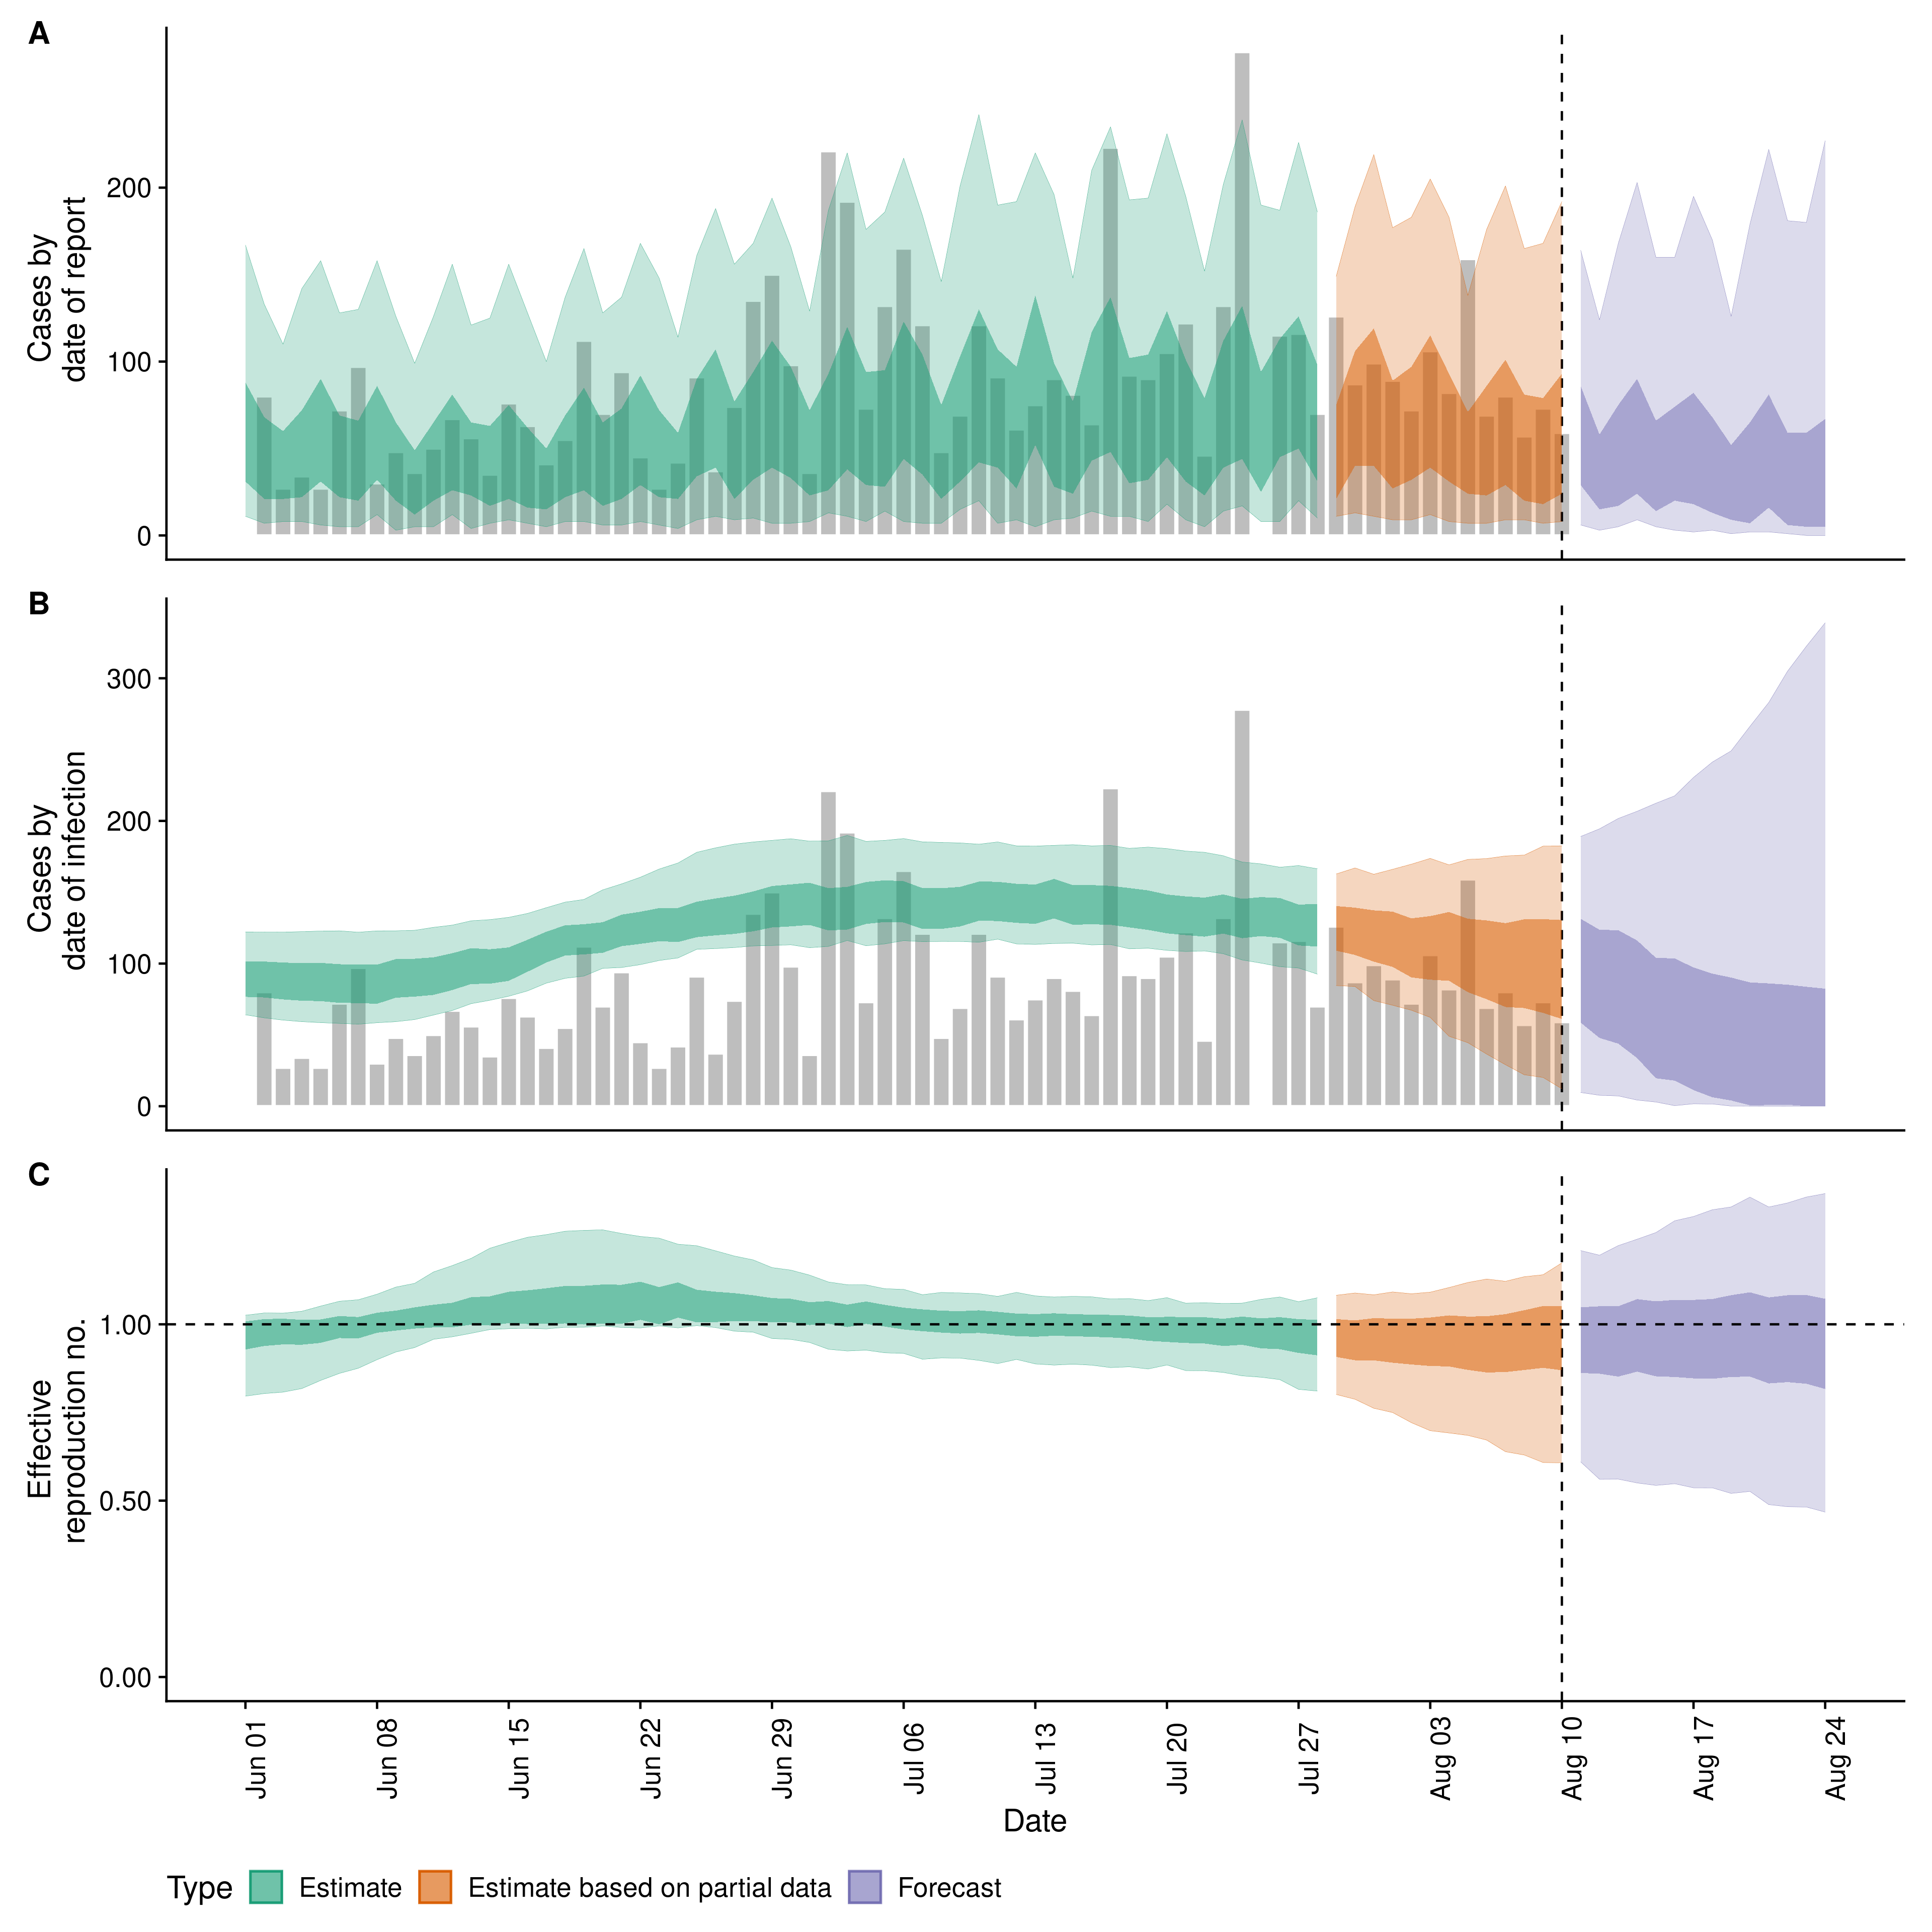 A
Cases by
date of report
200
100
0
B
Cases by
date of infection
300
200
100
0
C
Effective
reproduction no.
1.00
0.50
0.00
Jun 01
Jun 08
Jun 15
Jun 22
Jun 29
Jul 06
Jul 13
Jul 20
Jul 27
Aug 03
Aug 10
Aug 17
Aug 24
Date
Type Estimate Estimate based on partial data Forecast